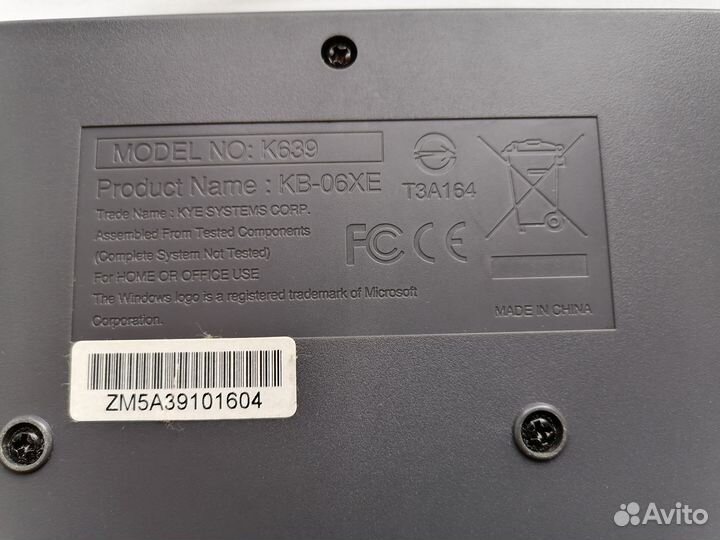 MODEL NO: K639
Product Name : KB-06XE
Trade Name : KYE SYSTEMS CORP.
Assembled From Tested Components
(Complete System Not Tested)
For HOME OR OFFICE USE
The Windows logo is a registered trademark of Microsoft
Corporation.
T3A164
FC CE
MADE IN CHINA
ZM5A39101604
Avito